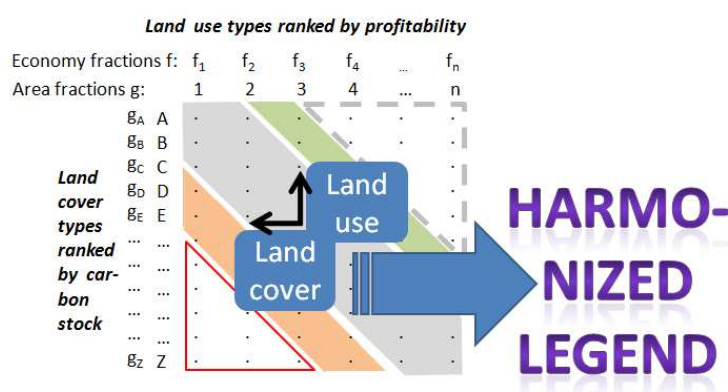 Land use types ranked by profitability
Economy fractions f: f1 f2 f3 f4 ... fn
Area fractions g: 1 2 3 4 ... n
gA A
gB B
gC C
gD D
gE E
... ...
... ...
... ...
... ...
... ...
gZ Z
Land
cover
types
ranked
by car-
bon
stock
Land
use
Land
cover
HARMO-
NIZED
LEGEND